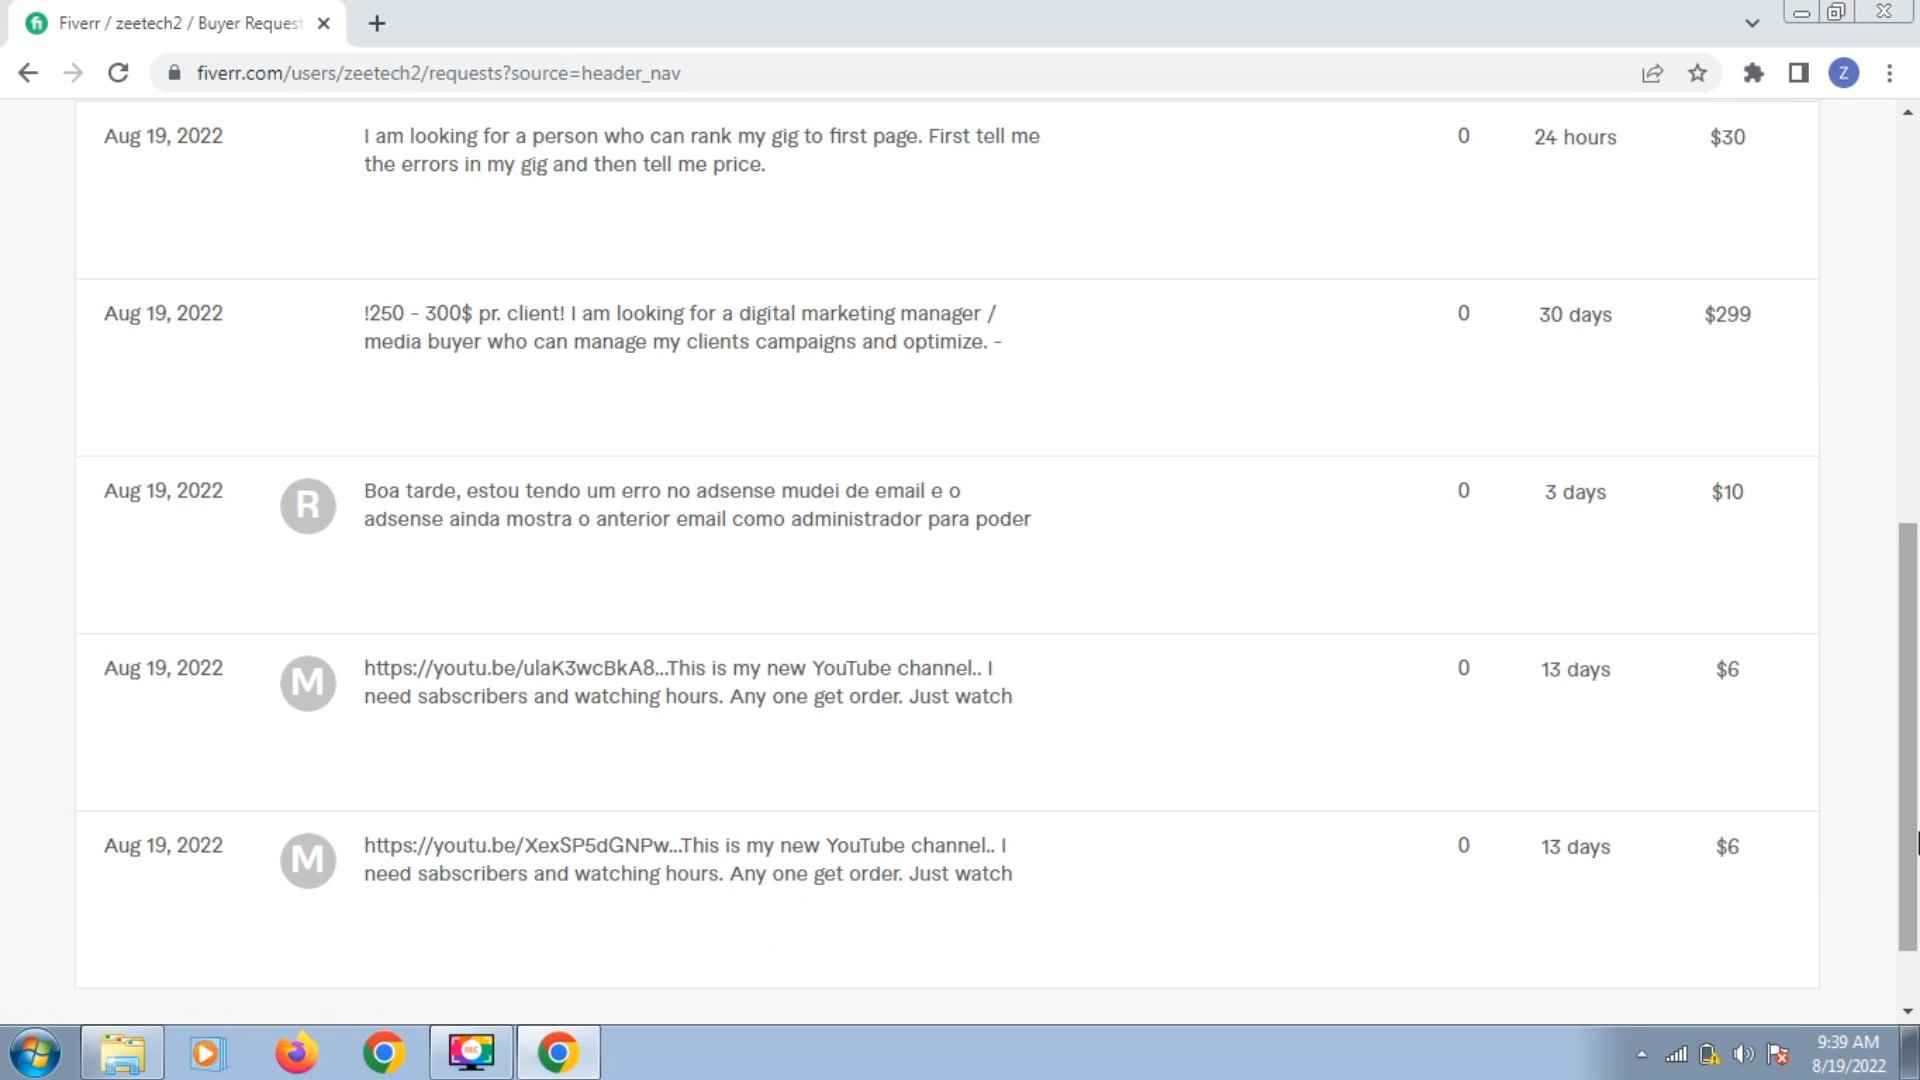 Fiverr / zeetech2 / Buyer Request
fiverr.com/users/zeetech2/requests?source=header_nav
Z
Aug 19, 2022 I am looking for a person who can rank my gig to first page. First tell me 0 24 hours $30
the errors in my gig and then tell me price.
Aug 19, 2022 !250 - 300$ pr. client! I am looking for a digital marketing manager / 0 30 days $299
media buyer who can manage my clients campaigns and optimize. -
Aug 19, 2022 R Boa tarde, estou tendo um erro no adsense mudei de email e o 0 3 days $10
adsense ainda mostra o anterior email como administrador para poder
Aug 19, 2022 M https://youtu.be/ulaK3wcBkA8...This is my new YouTube channel.. I 0 13 days $6
need sabscribers and watching hours. Any one get order. Just watch
Aug 19, 2022 M https://youtu.be/XexSP5dGNPw...This is my new YouTube channel.. I 0 13 days $6
need sabscribers and watching hours. Any one get order. Just watch
REC
9:39 AM
8/19/2022